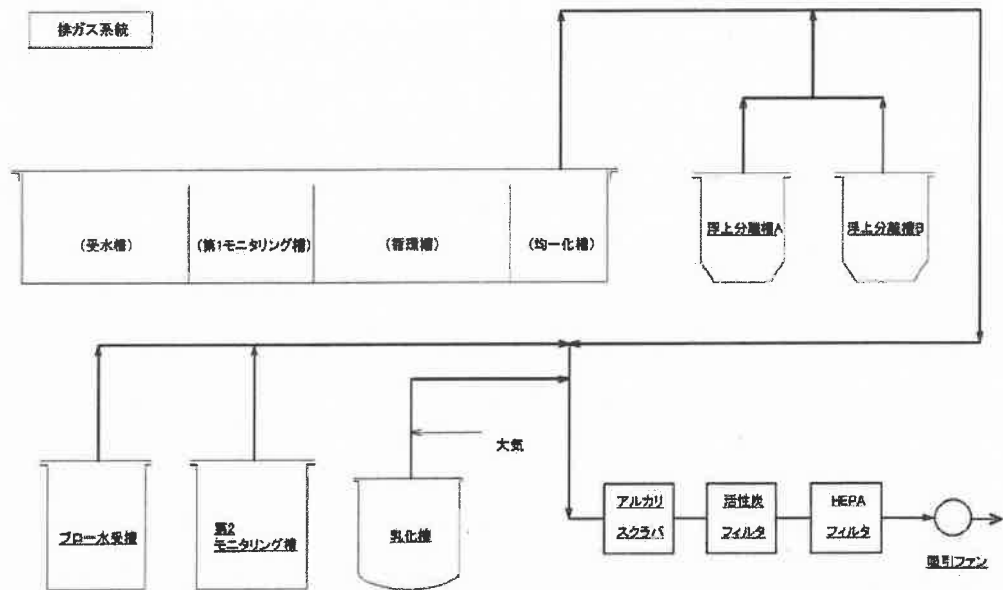 排ガス系統
(受水槽)
(第1モニタリング槽)
(循環槽)
(均一化槽)
浮上分離槽A
浮上分離槽B
大気
ブロー水受槽
第2
モニタリング槽
乳化槽
アルカリ
スクラバ
活性炭
フィルタ
HEPA
フィルタ
吸引ファン